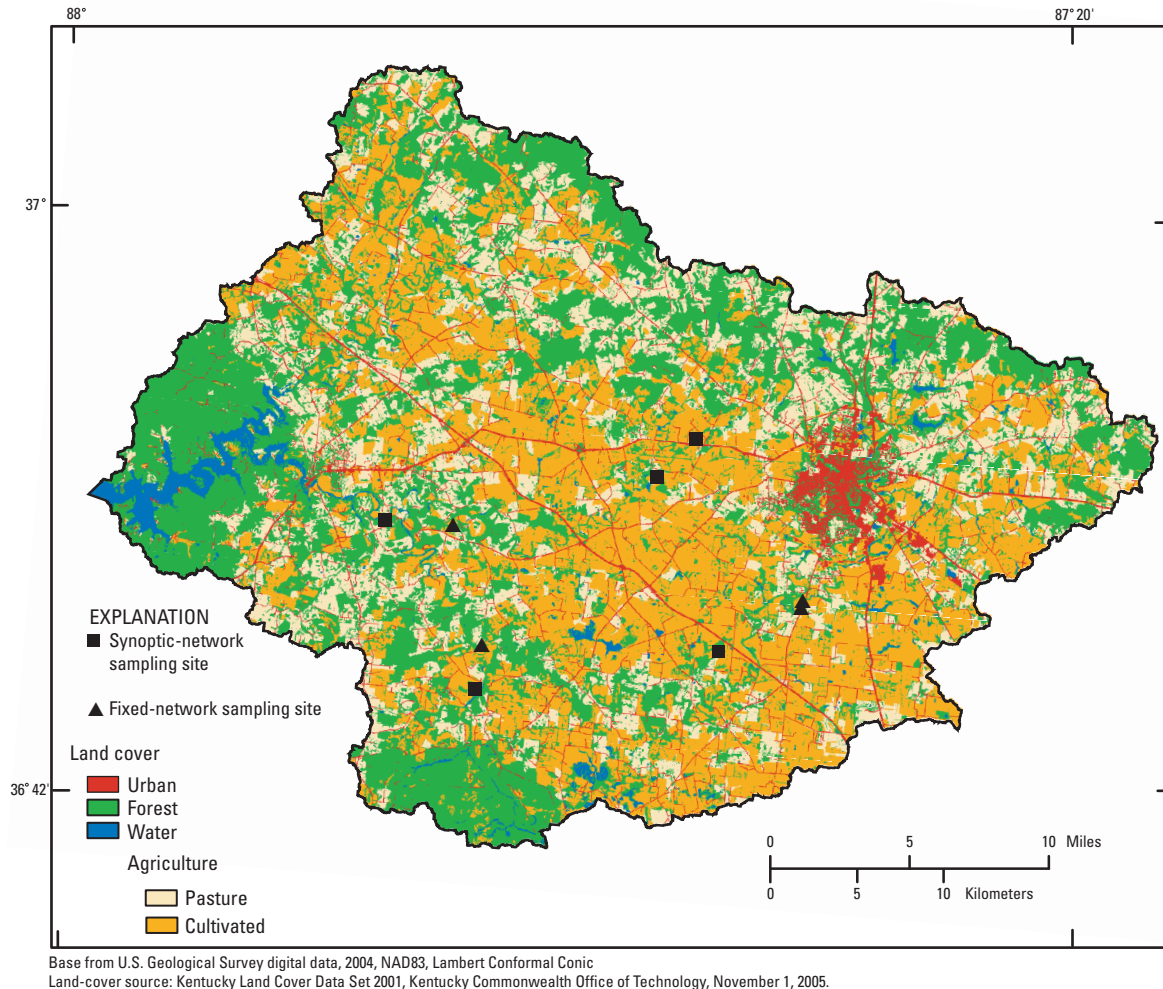 88°
87° 20'
37°
36° 42'
EXPLANATION
Synoptic-network
sampling site
Fixed-network sampling site
Land cover
Urban
Forest
Water
Agriculture
Pasture
Cultivated
0 5 10 Miles
0 5 10 Kilometers
Base from U.S. Geological Survey digital data, 2004, NAD83, Lambert Conformal Conic
Land-cover source: Kentucky Land Cover Data Set 2001, Kentucky Commonwealth Office of Technology, November 1, 2005.